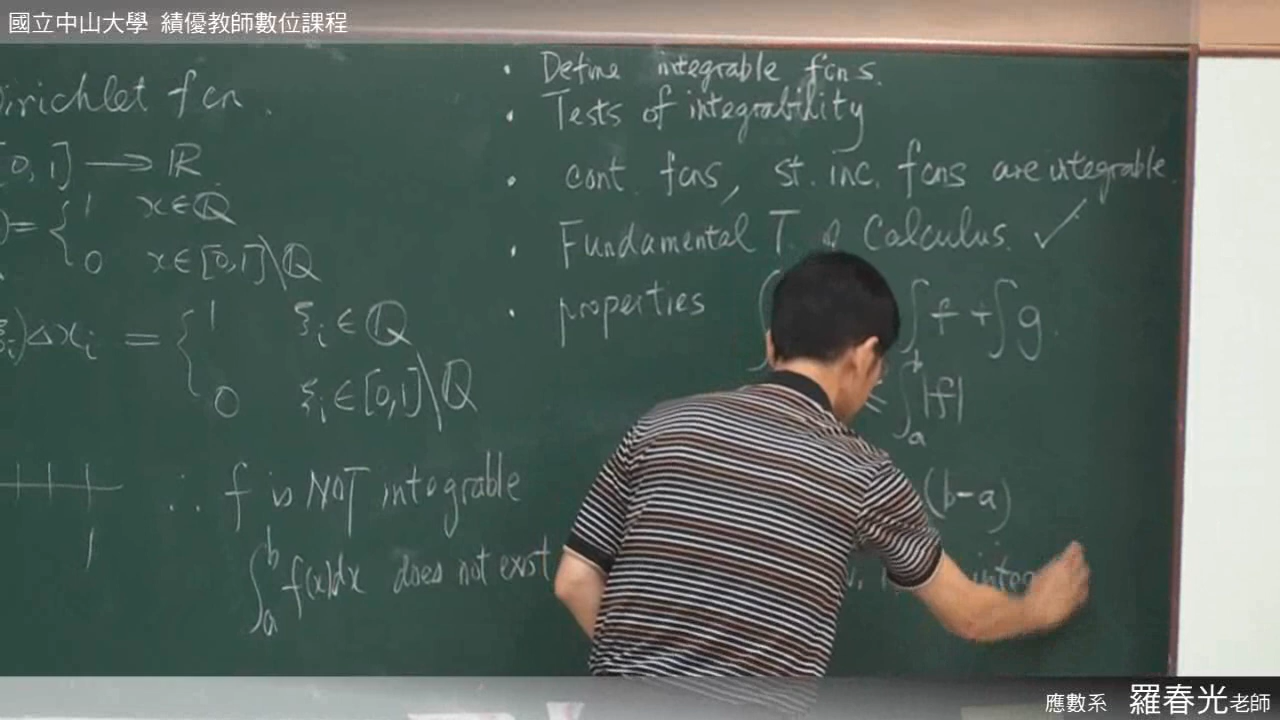 國立中山大學 績優教師數位課程
Dirichlet fcn.
[0,1] → ℝ
)= { 1 x∈ℚ
0 x∈[0,1]\ℚ
ξᵢ)Δxᵢ = { 1 ξᵢ∈ℚ
0 ξᵢ∈[0,1]\ℚ
∴ f is NOT integrable
∫ₐᵇ f(x)dx does not exist
· Define integrable fcns.
· Tests of integrability
· cont. fcns, st. inc. fcns are integrable.
· Fundamental T. of Calculus. ✓
· properties ∫ ∫f + ∫g.
≤ ∫ₐᵇ |f|
(b-a)
應數系 羅春光老師